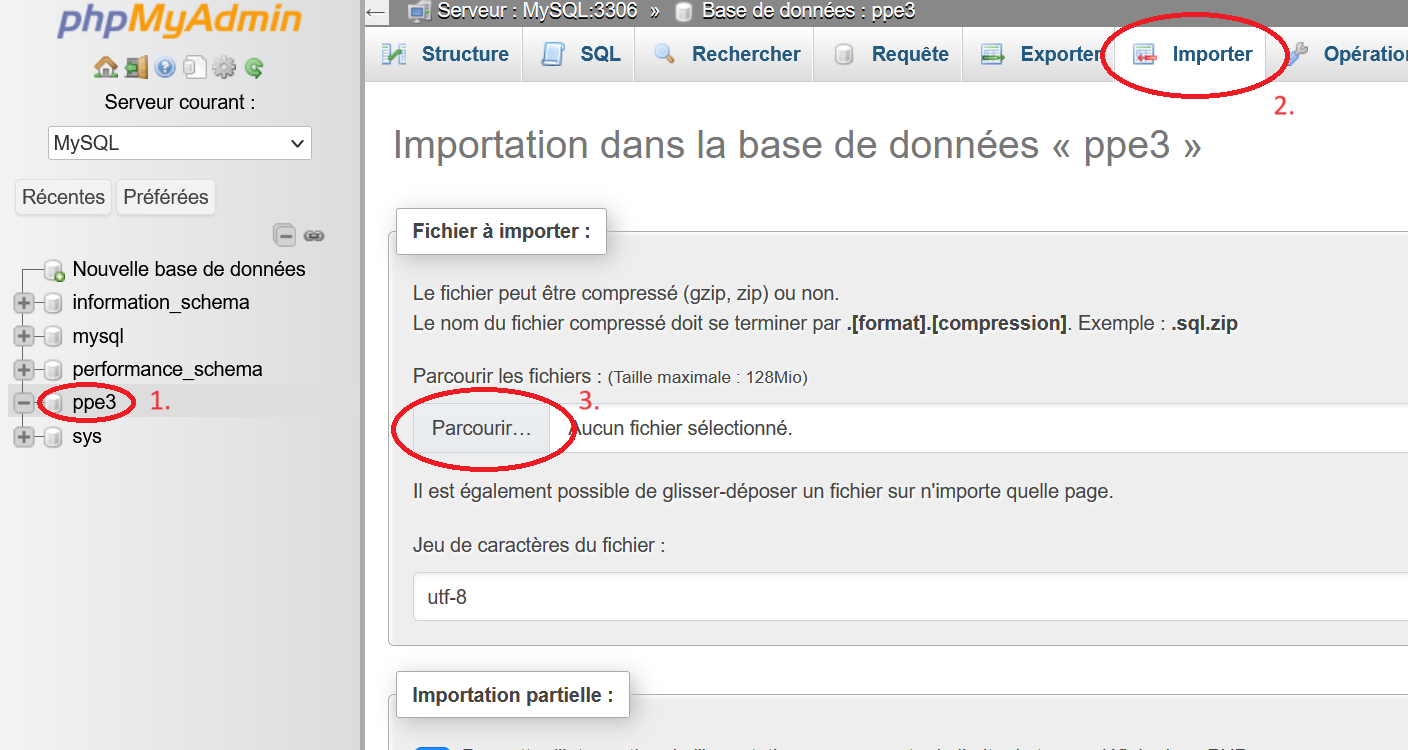 phpMyAdmin
Serveur courant :
MySQL
Récentes Préférées
Nouvelle base de données
information_schema
mysql
performance_schema
ppe3 1.
sys
Serveur : MySQL:3306 » Base de données : ppe3
Structure SQL Rechercher Requête Exporter Importer
2.
Importation dans la base de données « ppe3 »
Fichier à importer :
Le fichier peut être compressé (gzip, zip) ou non.
Le nom du fichier compressé doit se terminer par .[format].[compression]. Exemple : .sql.zip
Parcourir les fichiers : (Taille maximale : 128Mio)
3.
Parcourir... Aucun fichier sélectionné.
Il est également possible de glisser-déposer un fichier sur n'importe quelle page.
Jeu de caractères du fichier :
utf-8
Importation partielle :